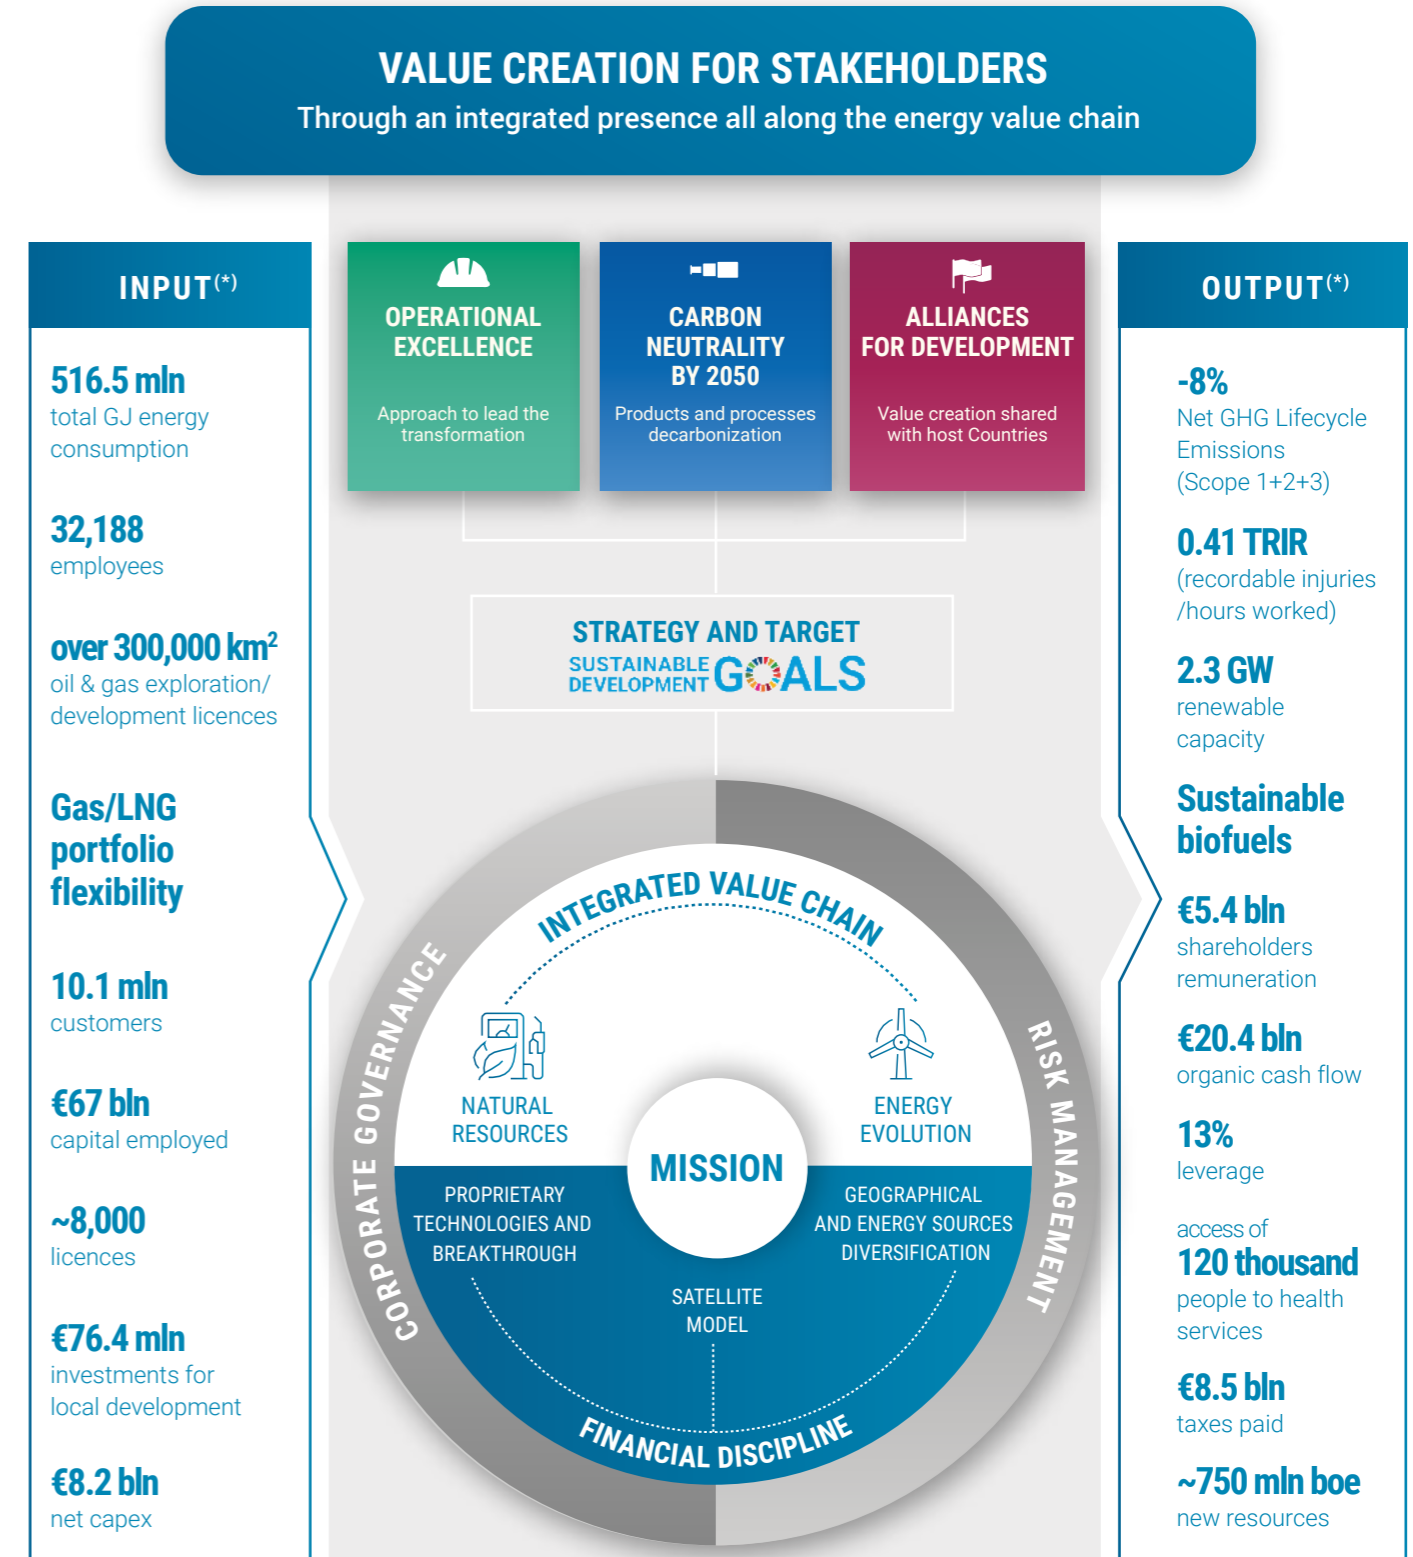 VALUE CREATION FOR STAKEHOLDERS
Through an integrated presence all along the energy value chain
INPUT(*)
516.5 mln
total GJ energy
consumption
32,188
employees
over 300,000 km²
oil & gas exploration/
development licences
Gas/LNG
portfolio
flexibility
10.1 mln
customers
€67 bln
capital employed
~8,000
licences
€76.4 mln
investments for
local development
€8.2 bln
net capex
OPERATIONAL
EXCELLENCE
Approach to lead the
transformation
CARBON
NEUTRALITY
BY 2050
Products and processes
decarbonization
ALLIANCES
FOR DEVELOPMENT
Value creation shared
with host Countries
STRATEGY AND TARGET
SUSTAINABLE
DEVELOPMENT GOALS
CORPORATE GOVERNANCE
RISK MANAGEMENT
INTEGRATED VALUE CHAIN
NATURAL
RESOURCES
ENERGY
EVOLUTION
MISSION
PROPRIETARY
TECHNOLOGIES AND
BREAKTHROUGH
GEOGRAPHICAL
AND ENERGY SOURCES
DIVERSIFICATION
SATELLITE
MODEL
FINANCIAL DISCIPLINE
OUTPUT(*)
-8%
Net GHG Lifecycle
Emissions
(Scope 1+2+3)
0.41 TRIR
(recordable injuries
/hours worked)
2.3 GW
renewable
capacity
Sustainable
biofuels
€5.4 bln
shareholders
remuneration
€20.4 bln
organic cash flow
13%
leverage
access of
120 thousand
people to health
services
€8.5 bln
taxes paid
~750 mln boe
new resources